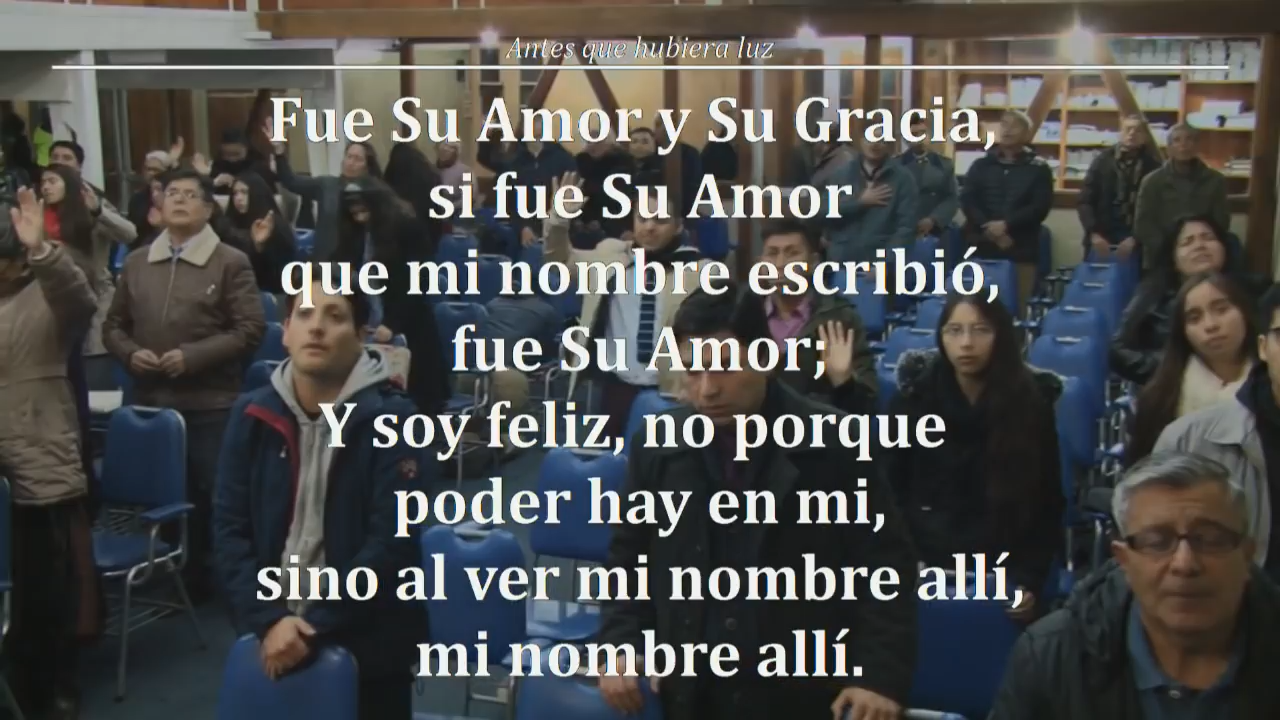 Antes que hubiera luz
Fue Su Amor y Su Gracia,
si fue Su Amor
que mi nombre escribió,
fue Su Amor;
Y soy feliz, no porque
poder hay en mi,
sino al ver mi nombre allí,
mi nombre allí.